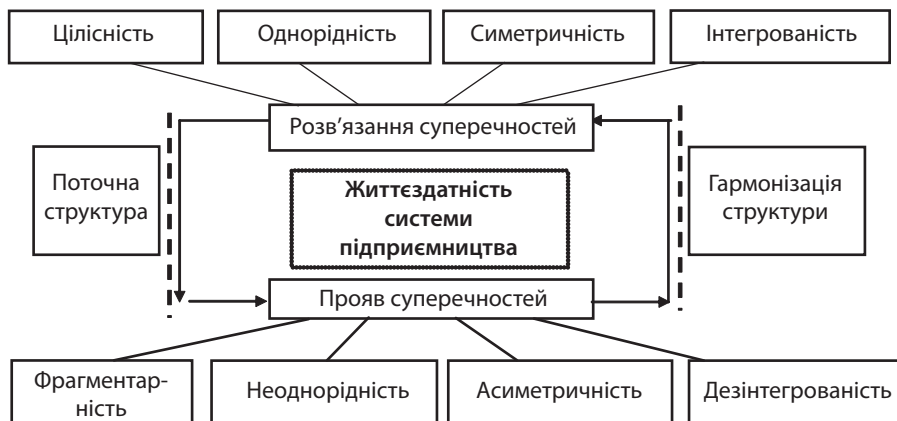 Цілісність
Однорідність
Симетричність
Інтегрованість
Розв'язання суперечностей
Поточна
структура
Життєздатність
системи
підприємництва
Гармонізація
структури
Прояв суперечностей
Фрагментар-
ність
Неоднорідність
Асиметричність
Дезінтегрованість